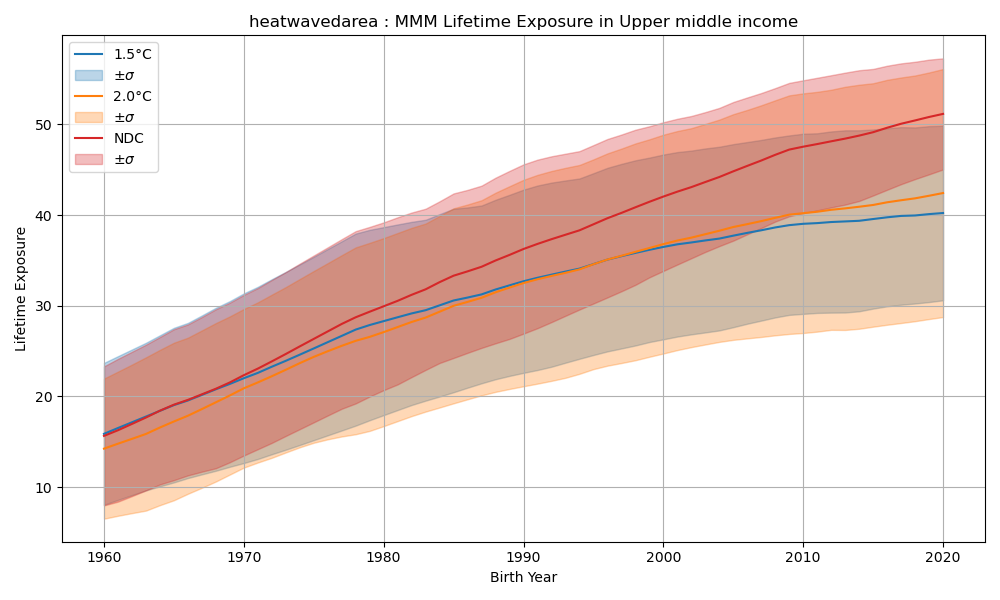 heatwavedarea : MMM Lifetime Exposure in Upper middle income
1.5°C
±σ
2.0°C
±σ
NDC
±σ
Lifetime Exposure
50
40
30
20
10
1960 1970 1980 1990 2000 2010 2020
Birth Year